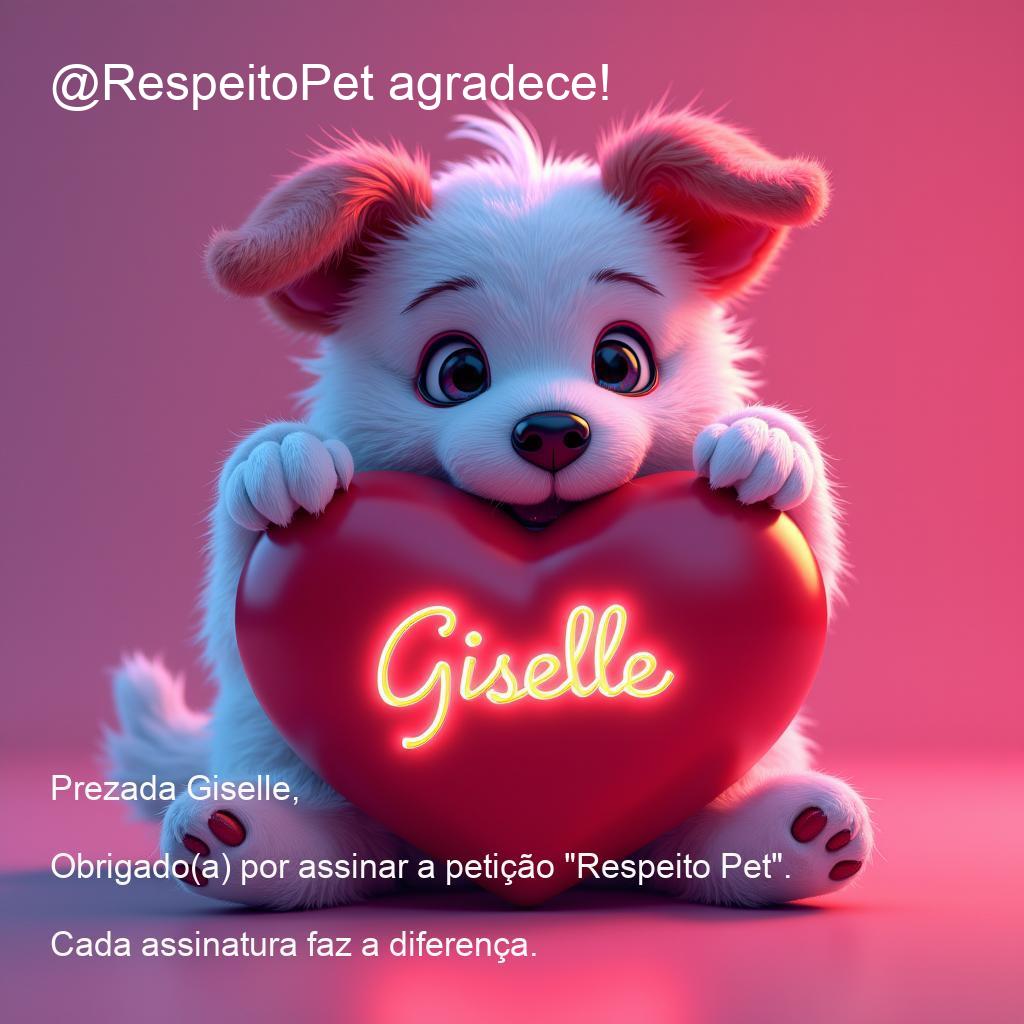 @RespeitoPet agradece!
Giselle
Prezada Giselle,
Obrigado(a) por assinar a petição "Respeito Pet".
Cada assinatura faz a diferença.